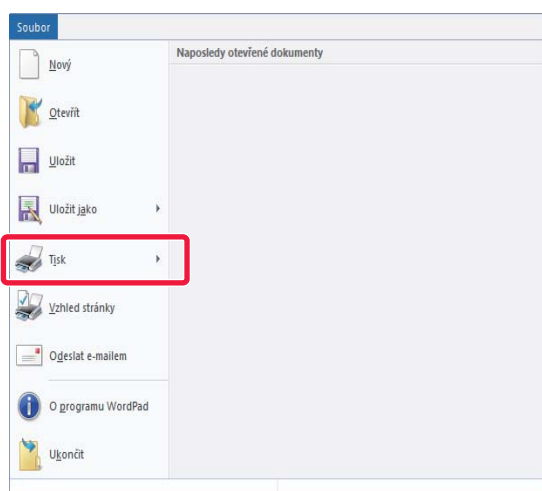 Soubor
Naposledy otevřené dokumenty
Nový
Otevřít
Uložit
Uložit jako
Tisk
Vzhled stránky
Odeslat e-mailem
O programu WordPad
Ukončit